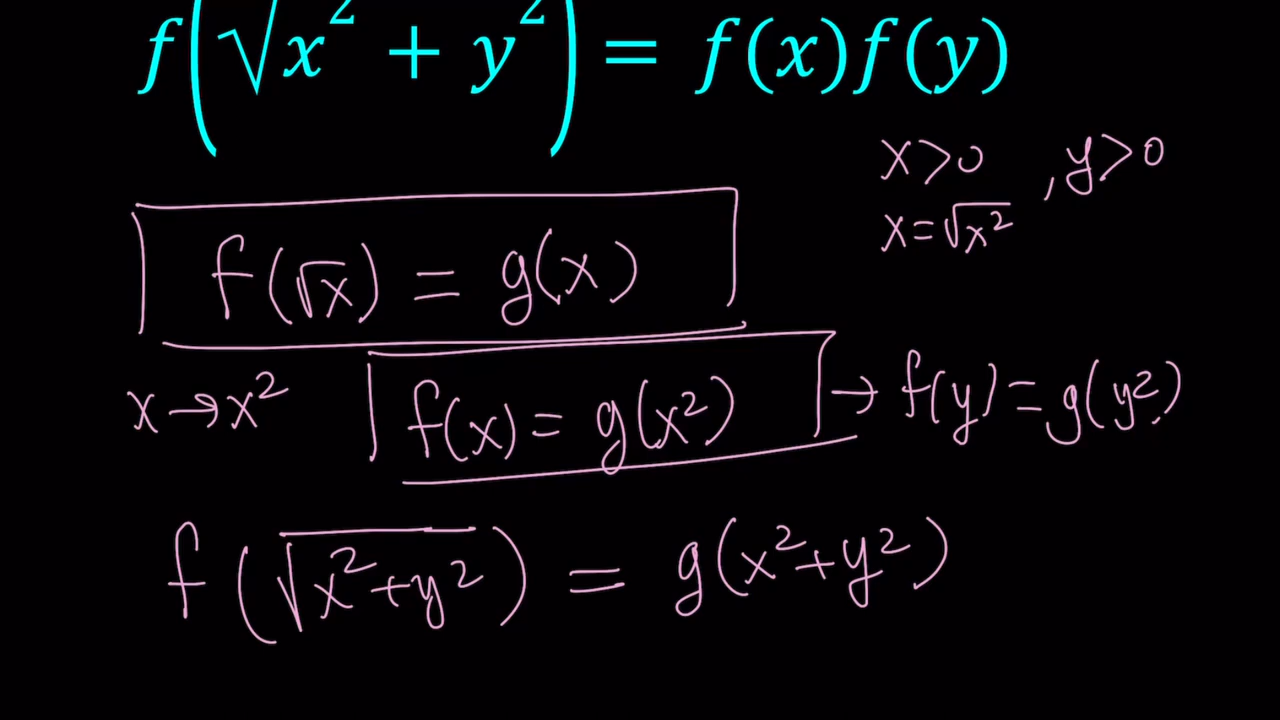 f(√x² + y²) = f(x)f(y)
x>0 , y>0
x=√x²
f(√x) = g(x)
x→x² f(x) = g(x²) → f(y) = g(y²)
f(√x²+y²) = g(x²+y²)